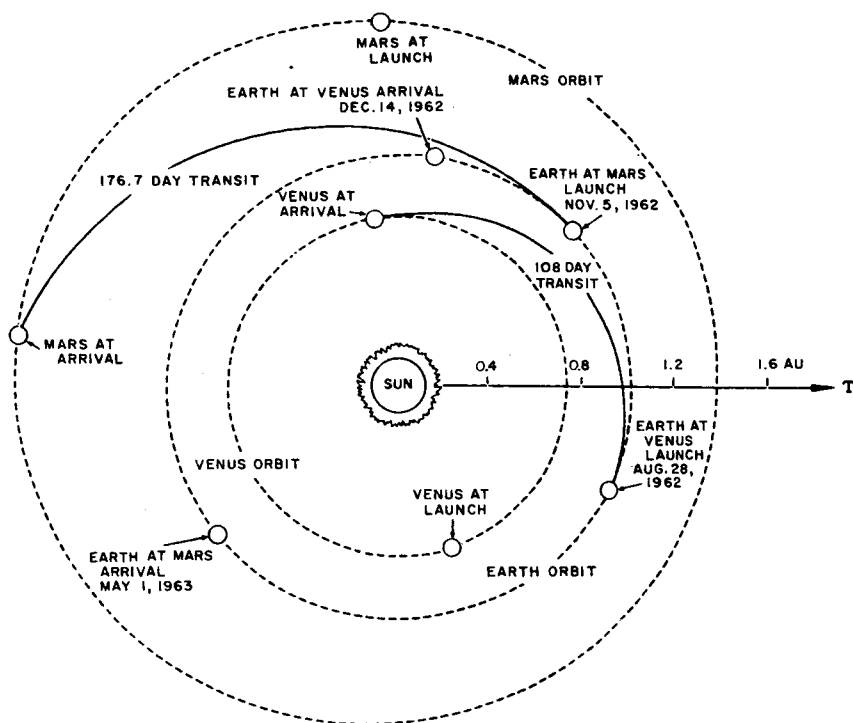 MARS AT
LAUNCH
MARS ORBIT
EARTH AT VENUS ARRIVAL
DEC. 14, 1962
176.7 DAY TRANSIT
EARTH AT MARS
LAUNCH
NOV. 5, 1962
VENUS AT
ARRIVAL
108 DAY
TRANSIT
MARS AT
ARRIVAL
SUN
0.4
0.8
1.2
1.6 AU
♈
EARTH AT
VENUS
LAUNCH
AUG. 28,
1962
VENUS ORBIT
VENUS AT
LAUNCH
EARTH AT MARS
ARRIVAL
MAY 1, 1963
EARTH ORBIT